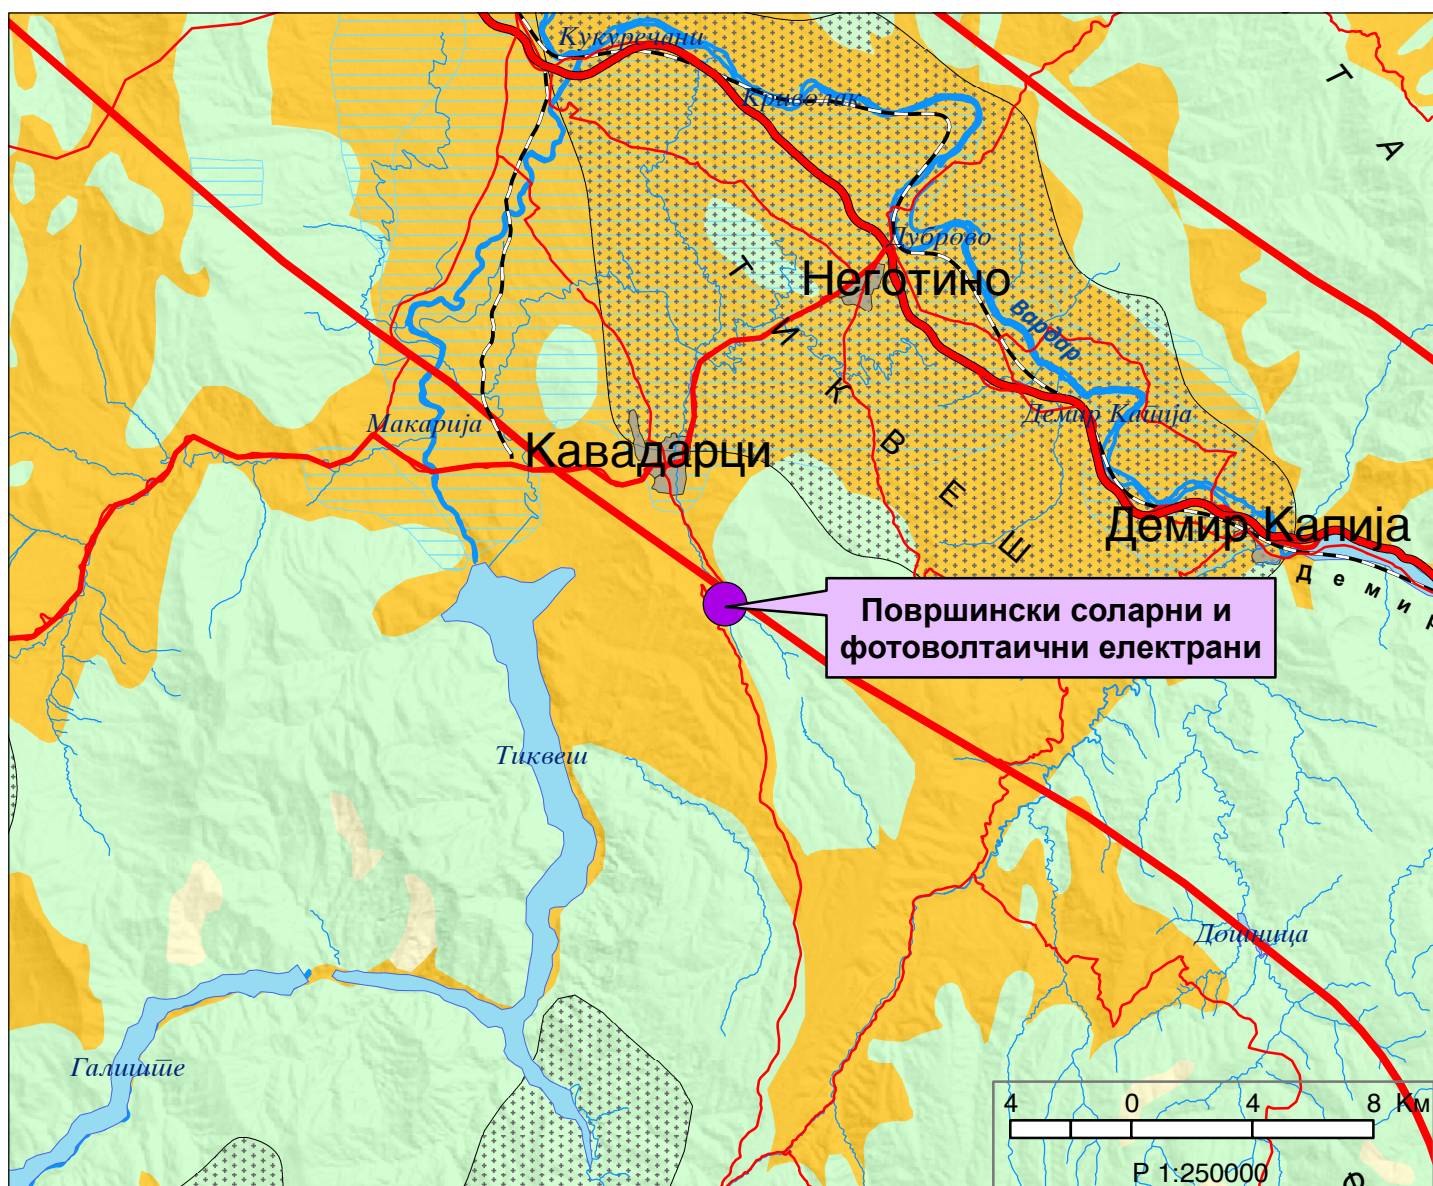 Кукуречани
Т
А
Криволак
Дуброво
Неготино
Вардар
Т
И
К
В
Е
Ш
Демир Капија
Макарија
Кавадарци
Демир Капија
Д е м и р
Површински соларни и
фотоволтаични електрани
Тиквеш
Дошница
Галиште
4 0 4 8 Км
Р 1:250000